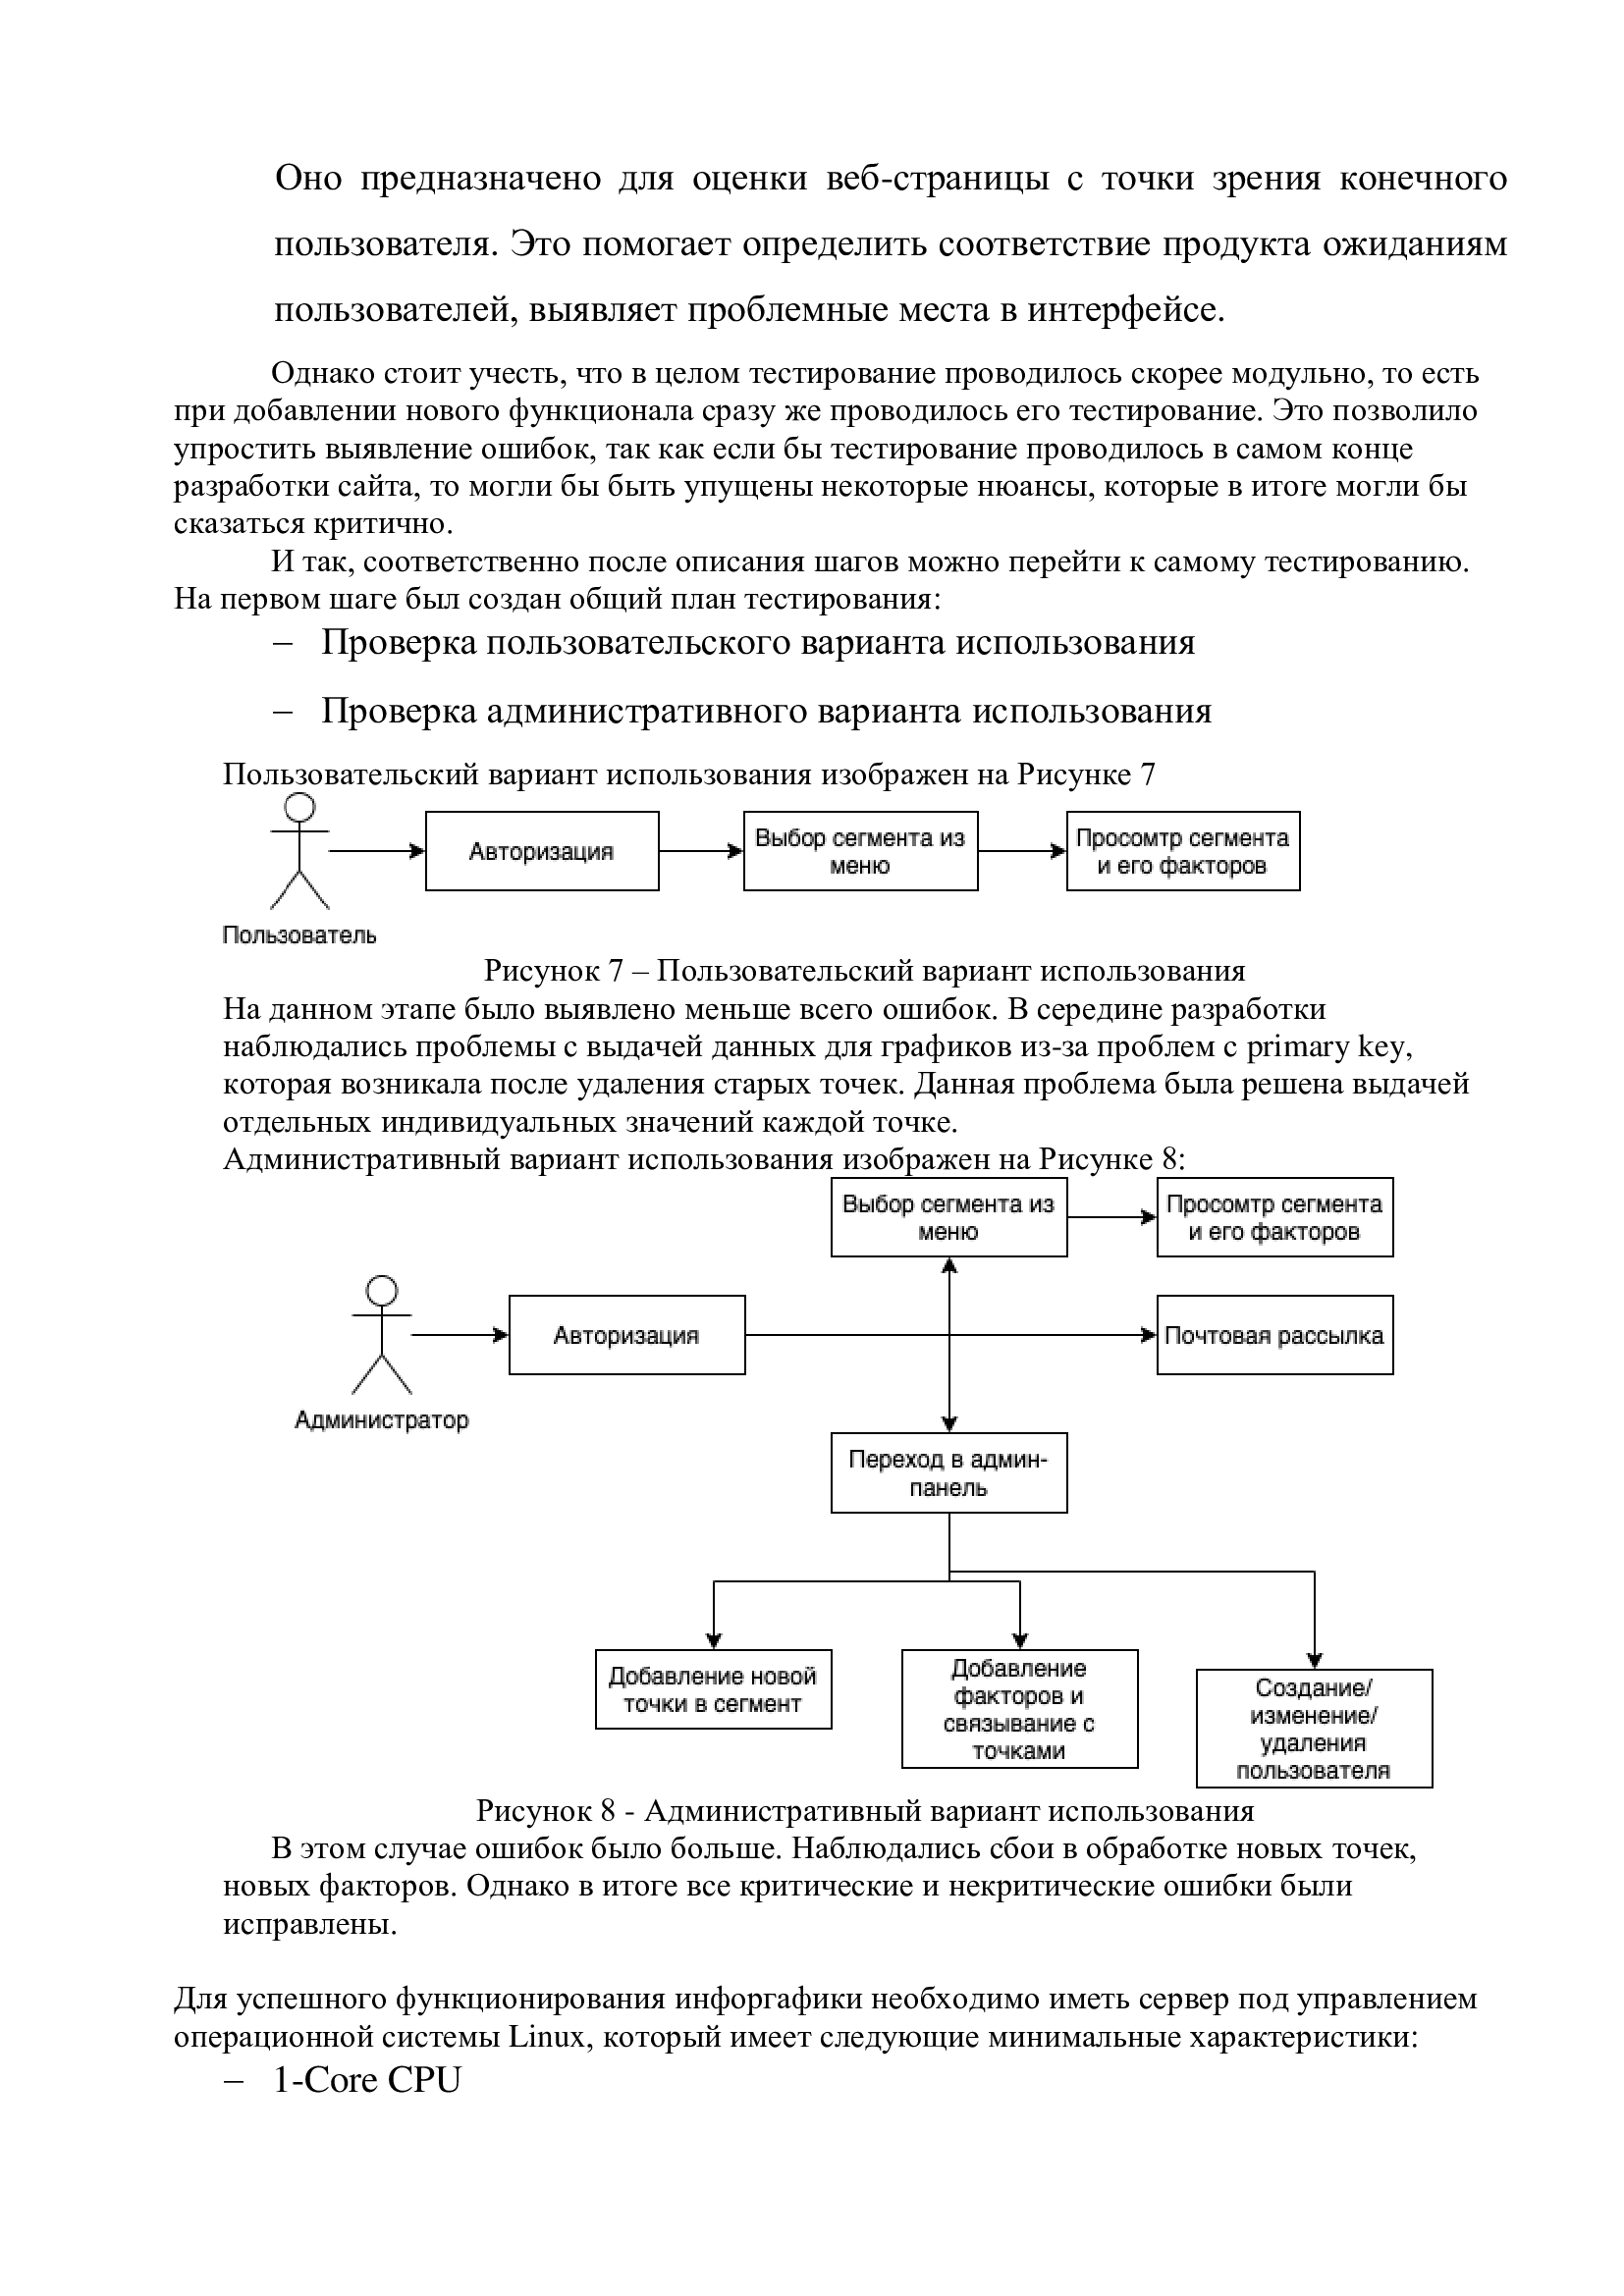 Оно предназначено для оценки веб-страницы с точки зрения конечного
пользователя. Это помогает определить соответствие продукта ожиданиям
пользователей, выявляет проблемные места в интерфейсе.
Однако стоит учесть, что в целом тестирование проводилось скорее модульно, то есть
при добавлении нового функционала сразу же проводилось его тестирование. Это позволило
упростить выявление ошибок, так как если бы тестирование проводилось в самом конце
разработки сайта, то могли бы быть упущены некоторые нюансы, которые в итоге могли бы
сказаться критично.
И так, соответственно после описания шагов можно перейти к самому тестированию.
На первом шаге был создан общий план тестирования:
– Проверка пользовательского варианта использования
– Проверка административного варианта использования
Пользовательский вариант использования изображен на Рисунке 7
Авторизация
Выбор сегмента из
меню
Просомтр сегмента
и его факторов
Пользователь
Рисунок 7 – Пользовательский вариант использования
На данном этапе было выявлено меньше всего ошибок. В середине разработки
наблюдались проблемы с выдачей данных для графиков из-за проблем с primary key,
которая возникала после удаления старых точек. Данная проблема была решена выдачей
отдельных индивидуальных значений каждой точке.
Административный вариант использования изображен на Рисунке 8:
Выбор сегмента из
меню
Просомтр сегмента
и его факторов
Авторизация
Почтовая рассылка
Администратор
Переход в админ-
панель
Добавление новой
точки в сегмент
Добавление
факторов и
связывание с
точками
Создание/
изменение/
удаления
пользователя
Рисунок 8 - Административный вариант использования
В этом случае ошибок было больше. Наблюдались сбои в обработке новых точек,
новых факторов. Однако в итоге все критические и некритические ошибки были
исправлены.
Для успешного функционирования инфоргафики необходимо иметь сервер под управлением
операционной системы Linux, который имеет следующие минимальные характеристики:
– 1-Core CPU